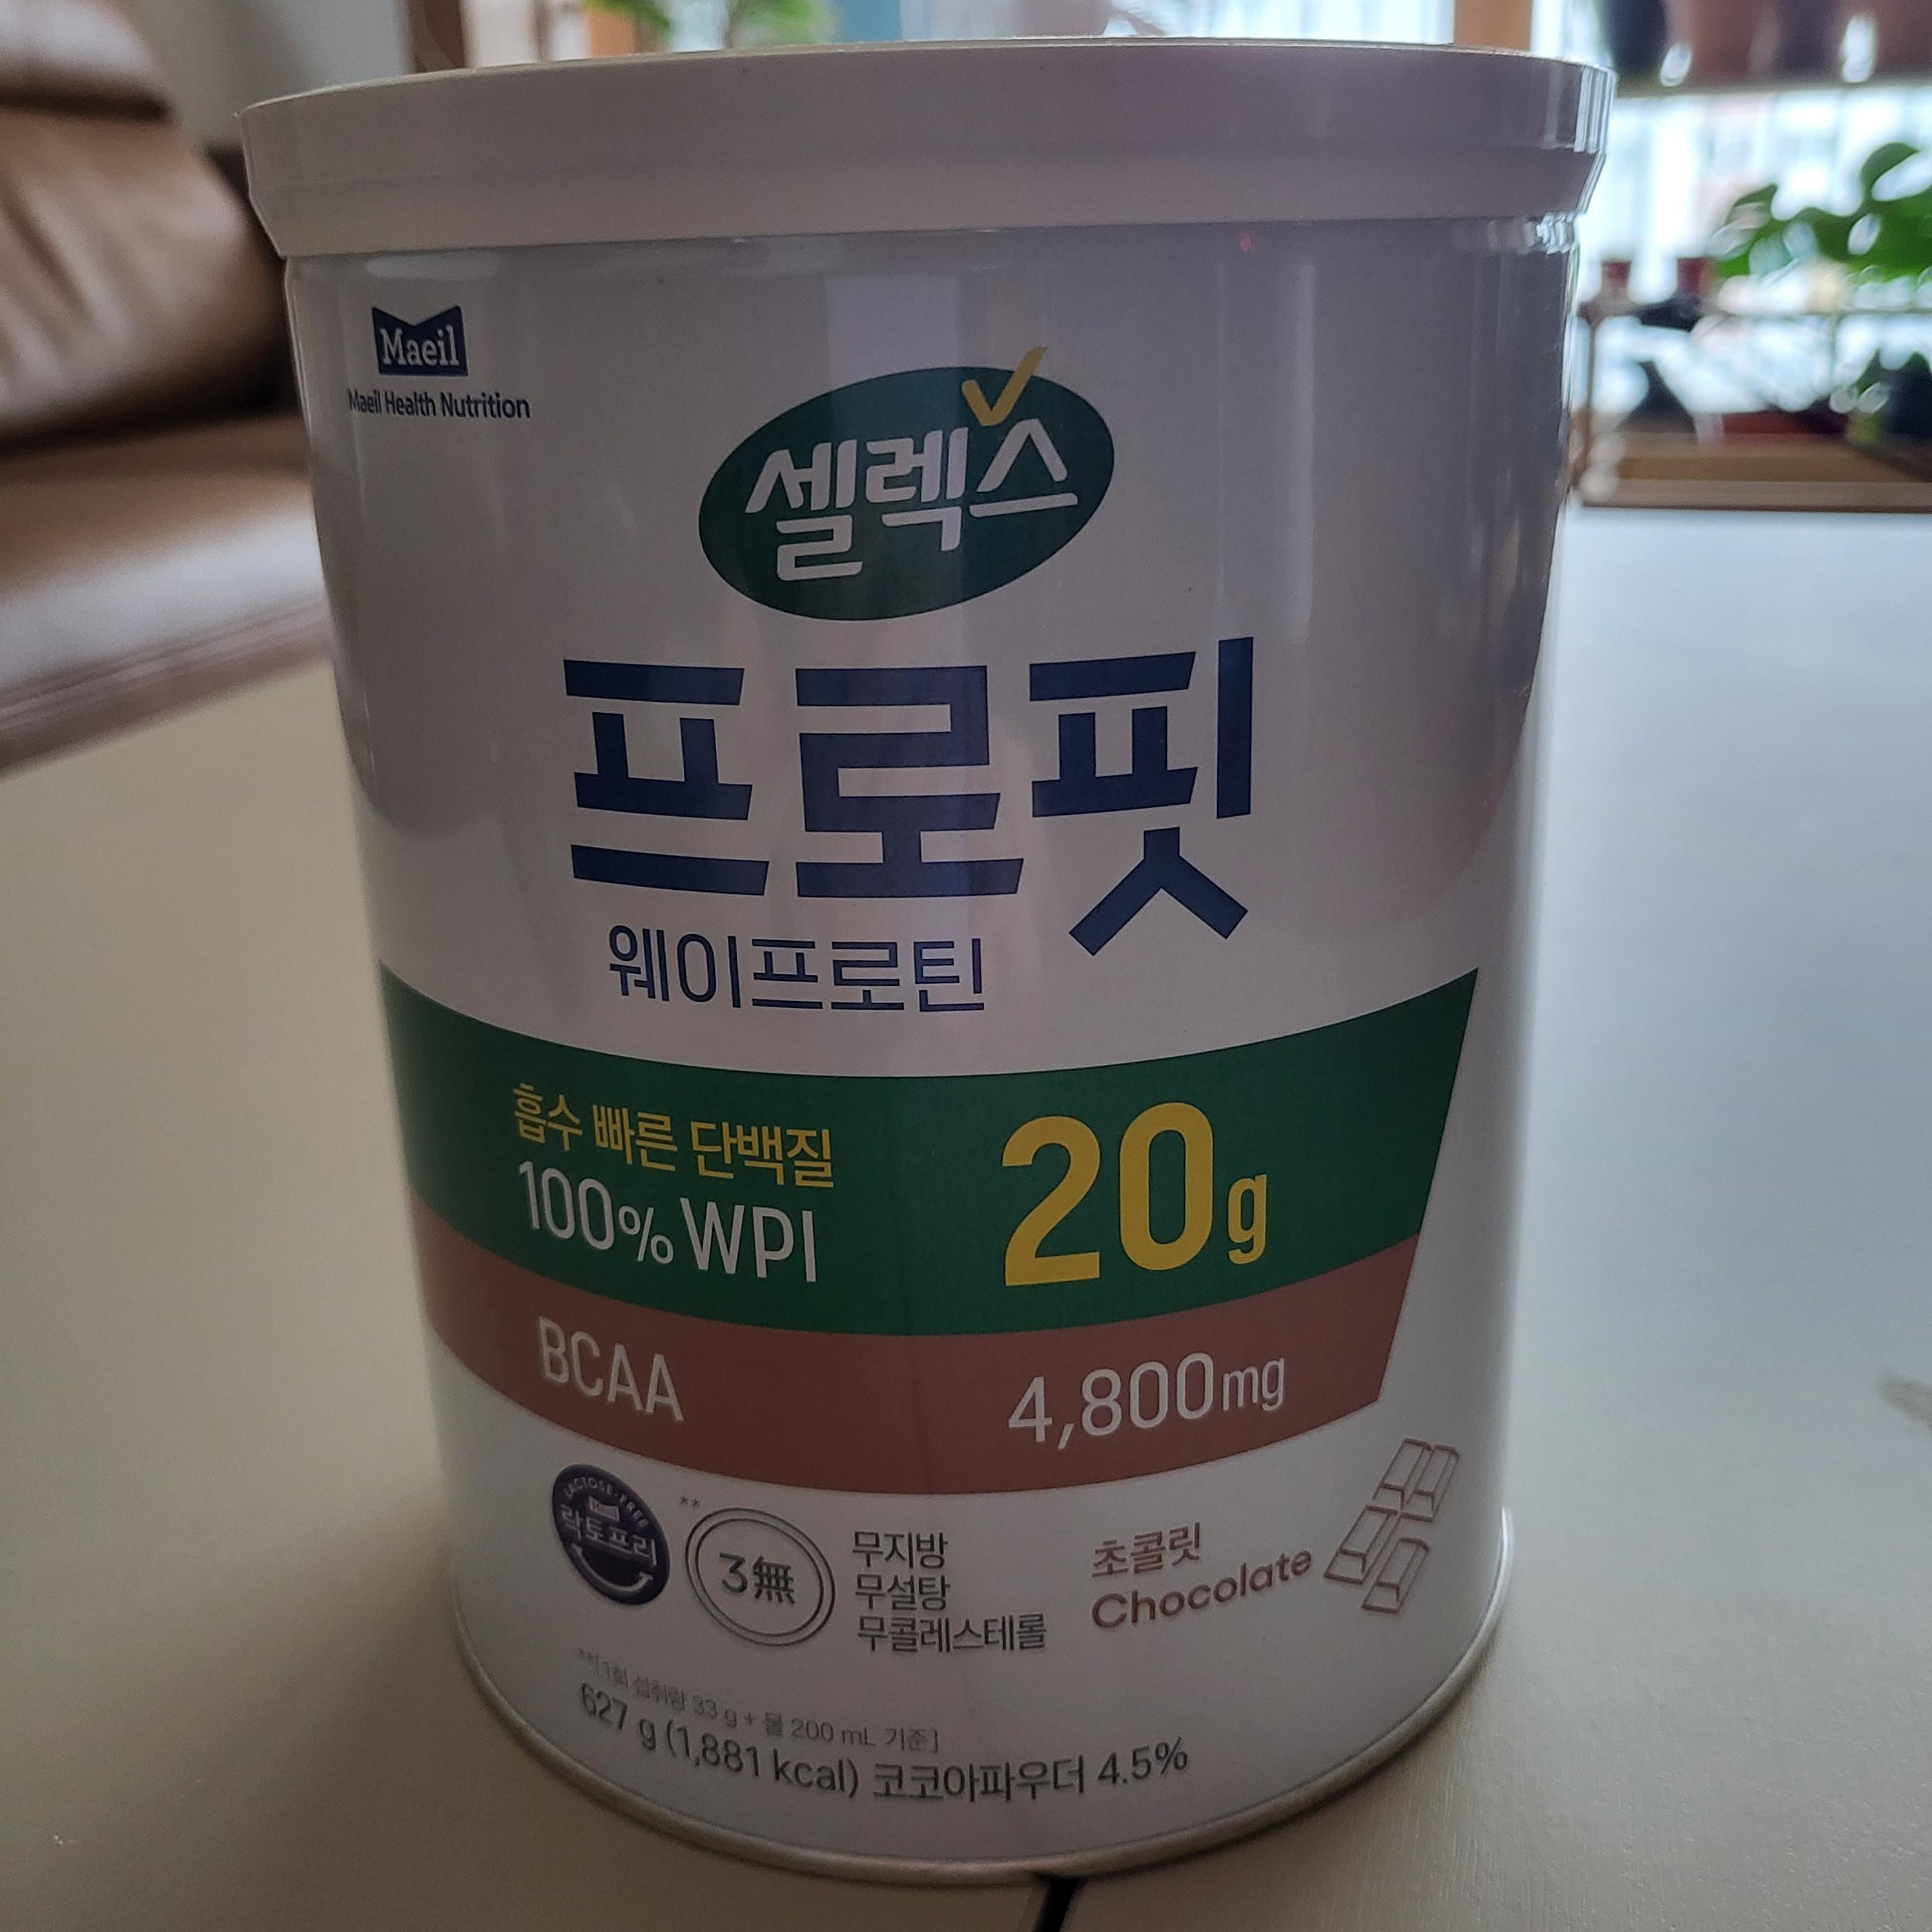 Maeil
Maeil Health Nutrition
셀렉스
프로핏
웨이프로틴
흡수 빠른 단백질
100% WPI
20g
BCAA
4,800mg
LACTOSE-FREE
Maeil
락토프리
**
3無
무지방
무설탕
무콜레스테롤
초콜릿
Chocolate
**[1회 섭취량 33 g + 물 200 mL 기준]
627 g (1,881 kcal) 코코아파우더 4.5%